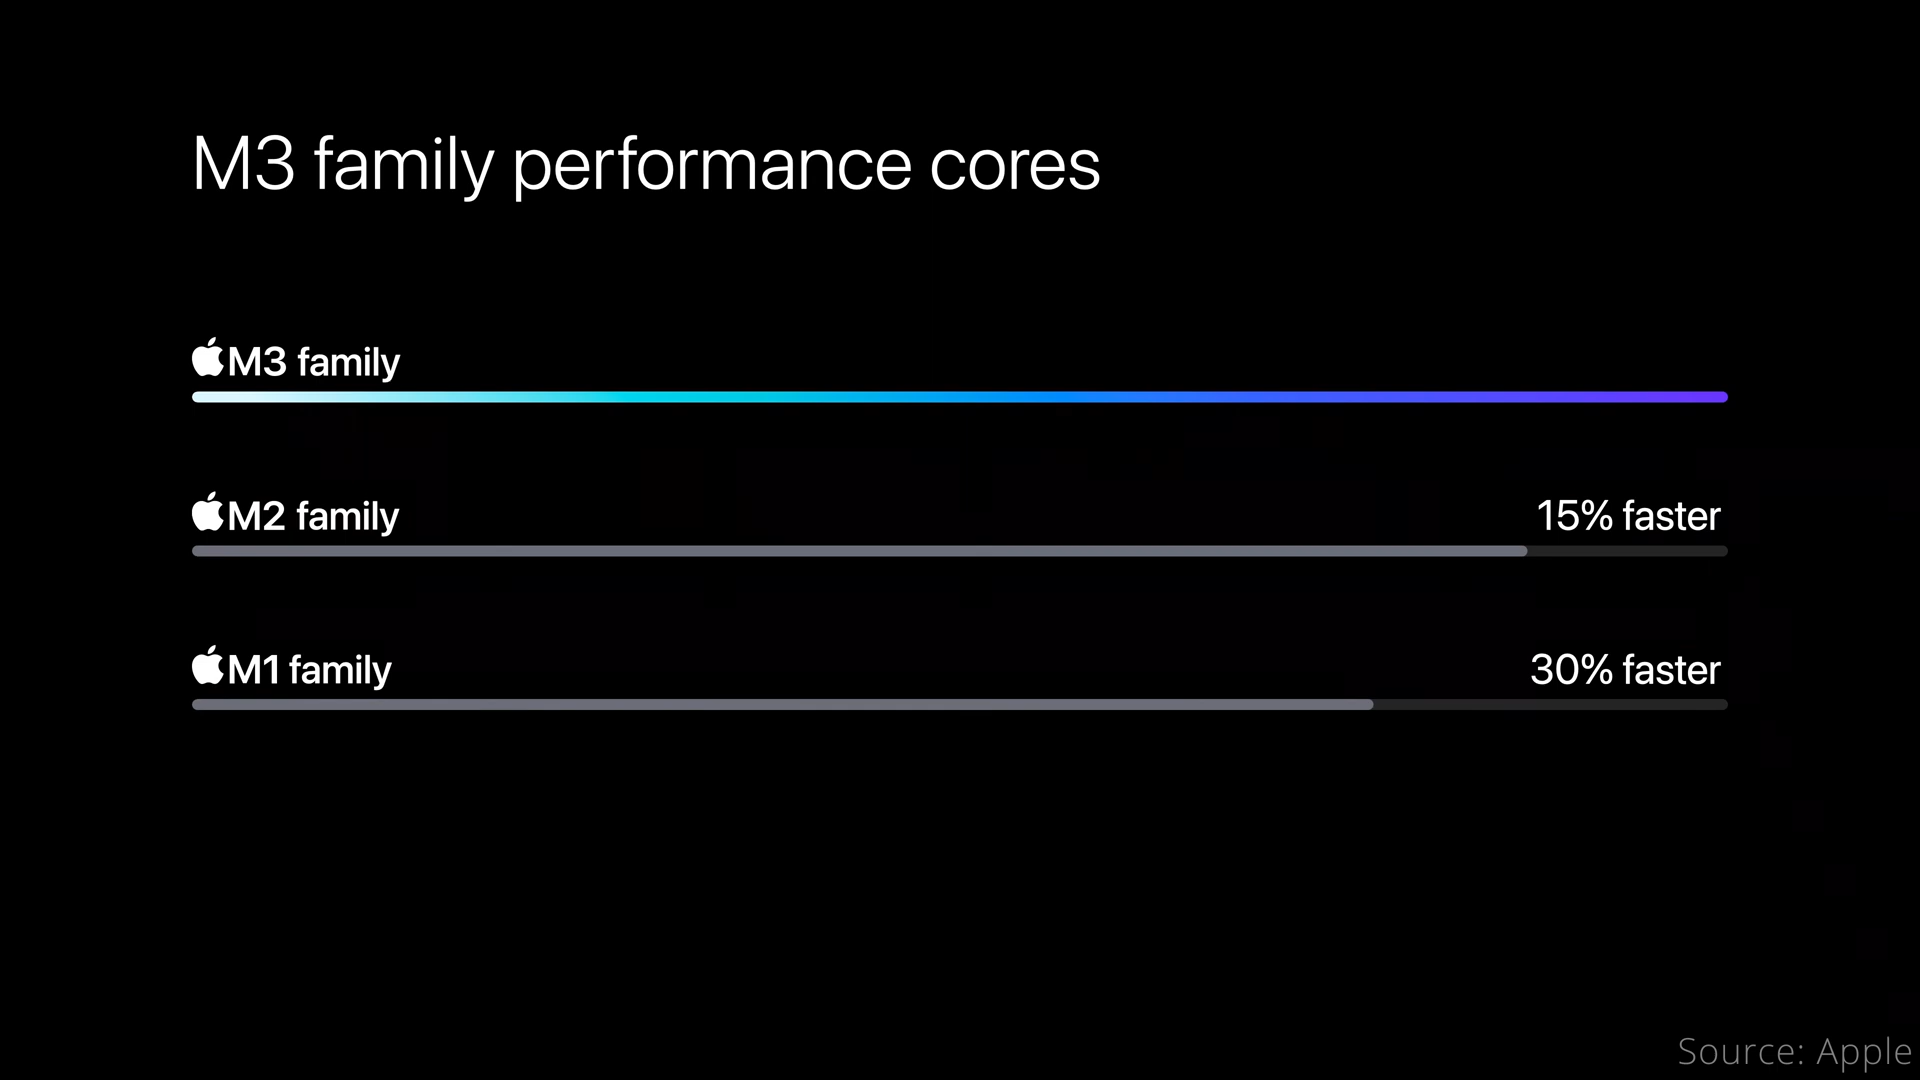 M3 family performance cores
M3 family
M2 family
15% faster
M1 family
30% faster
Source: Apple